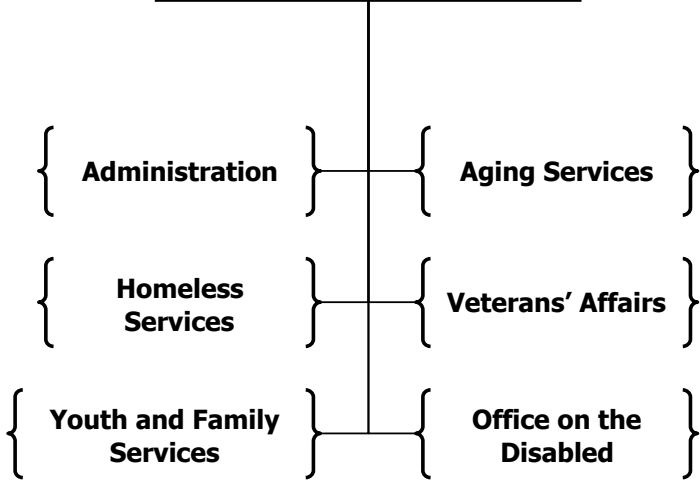 Administration
Aging Services
Homeless
Services
Veterans’ Affairs
Youth and Family
Services
Office on the
Disabled